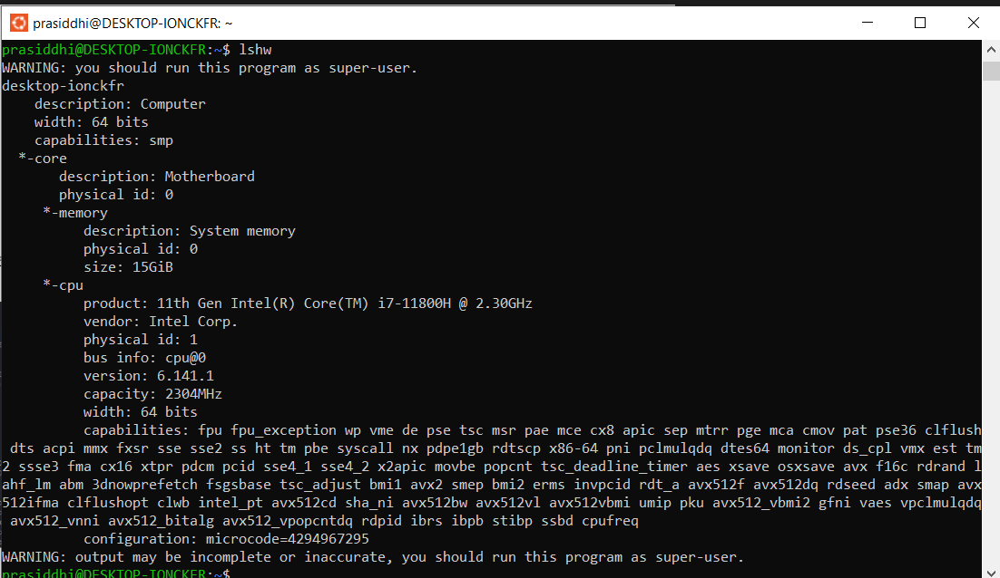 prasiddhi@DESKTOP-IONCKFR: ~
prasiddhi@DESKTOP-IONCKFR:~$ lshw
WARNING: you should run this program as super-user.
desktop-ionckfr
    description: Computer
    width: 64 bits
    capabilities: smp
  *-core
       description: Motherboard
       physical id: 0
     *-memory
          description: System memory
          physical id: 0
          size: 15GiB
     *-cpu
          product: 11th Gen Intel(R) Core(TM) i7-11800H @ 2.30GHz
          vendor: Intel Corp.
          physical id: 1
          bus info: cpu@0
          version: 6.141.1
          capacity: 2304MHz
          width: 64 bits
          capabilities: fpu fpu_exception wp vme de pse tsc msr pae mce cx8 apic sep mtrr pge mca cmov pat pse36 clflush
 dts acpi mmx fxsr sse sse2 ss ht tm pbe syscall nx pdpe1gb rdtscp x86-64 pni pclmulqdq dtes64 monitor ds_cpl vmx est tm
2 ssse3 fma cx16 xtpr pdcm pcid sse4_1 sse4_2 x2apic movbe popcnt tsc_deadline_timer aes xsave osxsave avx f16c rdrand l
ahf_lm abm 3dnowprefetch fsgsbase tsc_adjust bmi1 avx2 smep bmi2 erms invpcid rdt_a avx512f avx512dq rdseed adx smap avx
512ifma clflushopt clwb intel_pt avx512cd sha_ni avx512bw avx512vl avx512vbmi umip pku avx512_vbmi2 gfni vaes vpclmulqdq
 avx512_vnni avx512_bitalg avx512_vpopcntdq rdpid ibrs ibpb stibp ssbd cpufreq
          configuration: microcode=4294967295
WARNING: output may be incomplete or inaccurate, you should run this program as super-user.
prasiddhi@DESKTOP-IONCKFR:~$